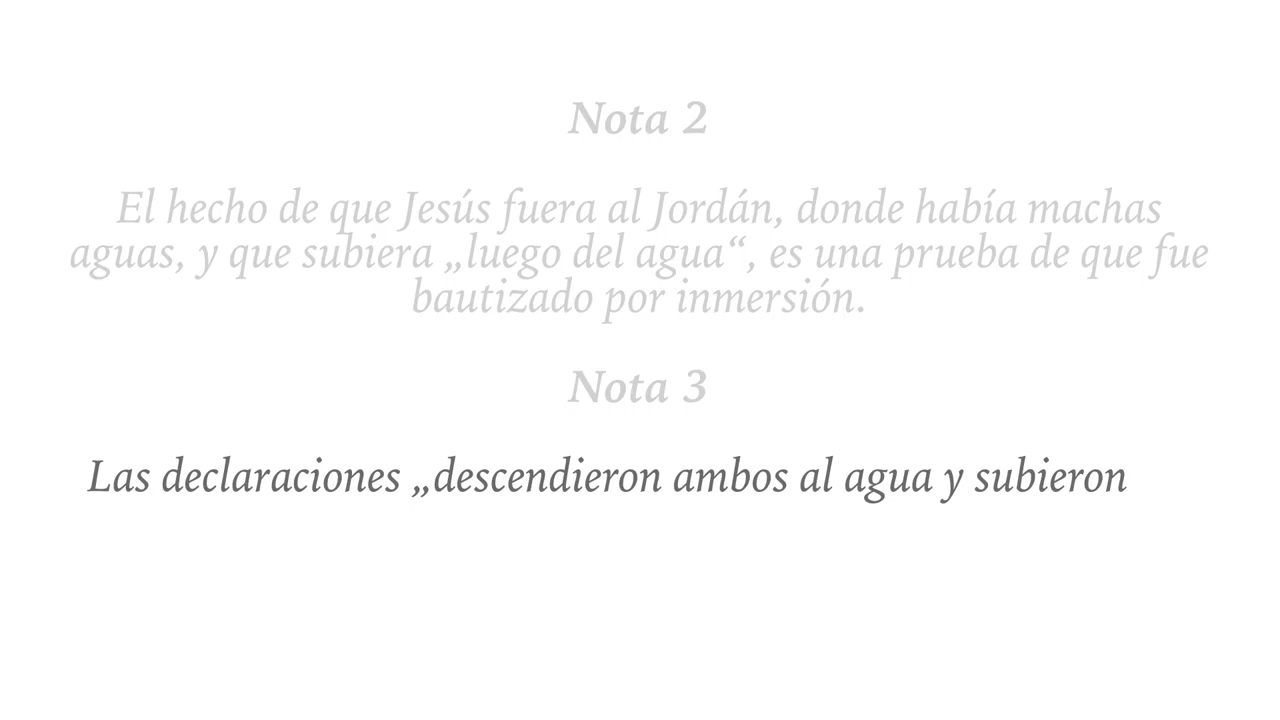 Nota 2
El hecho de que Jesús fuera al Jordán, donde había machas
aguas, y que subiera „luego del agua“, es una prueba de que fue
bautizado por inmersión.
Nota 3
Las declaraciones „descendieron ambos al agua y subieron